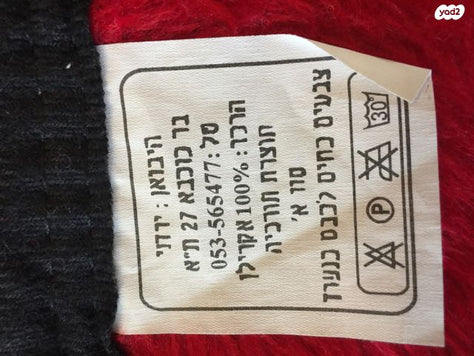 yad2
30 P
צבעים כהים לכבס בנפרד
סוג א'
תוצרת תורכיה
הרכב: 100% אקרילן
טל: 053-565477
בר כוכבא 27 ת"א
היבואן: ירדני